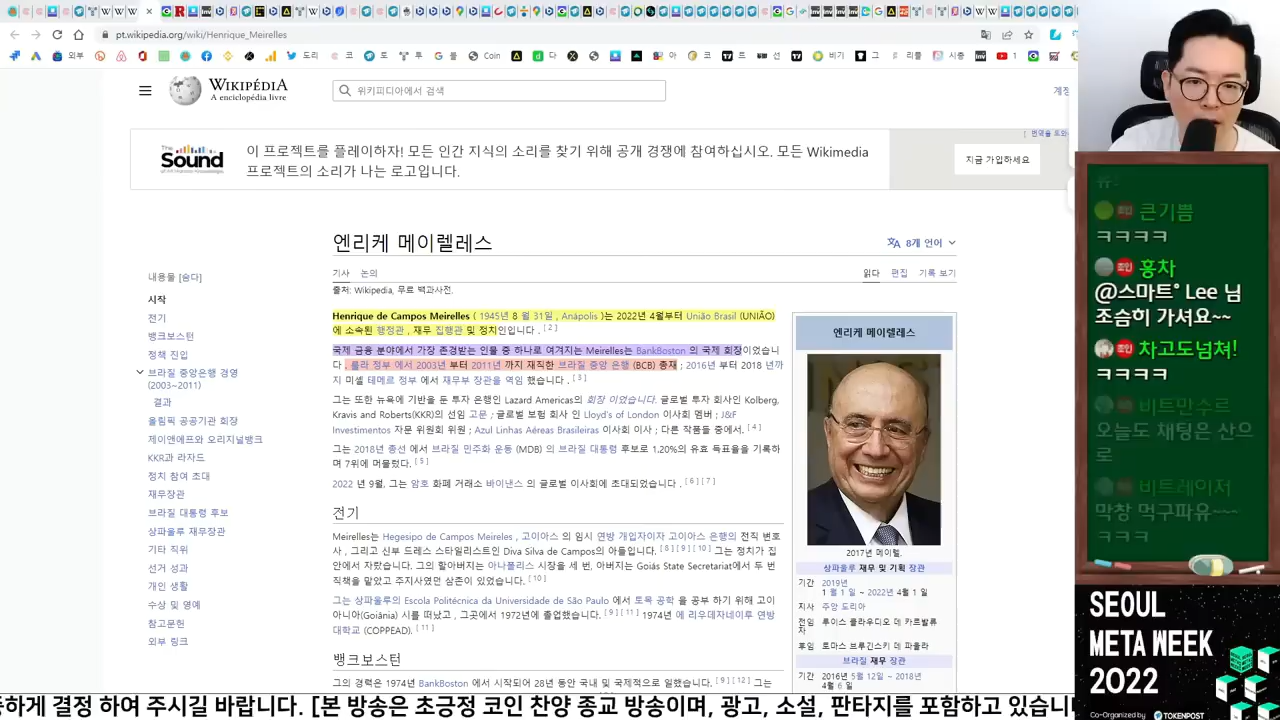 pt.wikipedia.org/wiki/Henrique_Meirelles
외부
도리
Coin
비기
리틀
시총
WIKIPÉDIA
A enciclopédia livre
위키피디아에서 검색
계정
The Sound
이 프로젝트를 플레이하자! 모든 인간 지식의 소리를 찾기 위해 공개 경쟁에 참여하십시오. 모든 Wikimedia
프로젝트의 소리가 나는 로고입니다.
지금 가입하세요
엔리케 메이렐레스
8개 언어
기사 논의
읽다 편집 기록 보기
출처: Wikipedia, 무료 백과사전
내용물 [숨다]
시작
전기
뱅크보스턴
정책 진입
브라질 중앙은행 경영
(2003~2011)
결과
올림픽 공공기관 회장
제이앤에프와 오리지널뱅크
KKR과 라자드
정치 참여 초대
재무장관
브라질 대통령 후보
상파울루 재무장관
기타 직위
선거 성과
개인 생활
수상 및 영예
참고문헌
외부 링크
Henrique de Campos Meirelles ( 1945년 8 월 31일 , Anápolis )는 2022년 4월부터 União Brasil (UNIÃO)
에 소속된 행정관 , 재무 집행관 및 정치인입니다 . [2]
국제 금융 분야에서 가장 존경받는 인물 중 하나로 여겨지는 Meirelles는 BankBoston 의 국제 회장이었습니
다 . 룰라 정부 에서 2003년 부터 2011년 까지 재직한 브라질 중앙 은행 (BCB) 총재 ; 2016년 부터 2018 년까
지 미셸 테메르 정부 에서 재무부 장관을 역임 했습니다 . [3]
그는 또한 뉴욕에 기반을 둔 투자 은행인 Lazard Americas의 회장 이었습니다. 글로벌 투자 회사인 Kolberg,
Kravis and Roberts(KKR)의 선임 고문 ; 런던보험 회사 인 Lloyd's of London 이사회 멤버 ; J&F
Investimentos 자문 위원회 위원 ; Azul Linhas Aéreas Brasileiras 이사회 이사 ; 다른 작품들 중에서. [4]
그는 2018년 총선 에서 브라질 민주화 운동 (MDB) 의 브라질 대통령 후보로 1.20%의 유효 득표율을 기록하
며 7위에 머물렀다. [5]
2022 년 9월, 그는 암호 화폐 거래소 바이낸스 의 글로벌 이사회에 초대되었습니다 . [6][7]
전기
Meirelles는 Hegesipo de Campos Meireles , 고이아스 의 임시 연방 개입자이자 고이아스 은행의 전직 변호
사 , 그리고 신부 드레스 스타일리스트인 Diva Silva de Campos의 아들입니다. [8][9][10] 그는 정치가 집
안에서 자랐습니다. 그의 할아버지는 아나폴리스 시장을 세 번, 아버지는 Goiás State Secretariat에서 두 번
직책을 맡았고 주지사였던 삼촌이 있었습니다. [10]
그는 상파울루의 Escola Politécnica da Universidade de São Paulo 에서 토목 공학 을 공부 하기 위해 고이
아니아(Goiânia) 시를 떠났고 , 그곳에서 1972년에 졸업했습니다. [9][11] 1974년 에 리우데자네이루 연방
대학교 (COPPEAD). [11]
뱅크보스턴
그의 경력은 1974년 BankBoston 에서 시작되어 28년동안 국내 및 국제적으로 일했습니다. [9][12] 그는
엔리케 메이렐레스
2017년 메이렐.
상파울루 재무 및 기획 장관
기간 2019년
1 월 1 일 ~ 2022년 4월 1 일
지사 주앙 도리아
전임 루이스 클라우디오 데 카르발류
자
후임 토마스 브루긴스키 데 파울라
브라질 재무 장관
기간 2016년 5월 12일 ~ 2018년
4월 6 일
큰기쁨
ㅋㅋㅋㅋ
홍차
@스마트° Lee 님
조슴히 가셔요~~
차고도넘쳐!
ㅋㅋㅋㅋ
비트만수르
오늘도 채팅은 산으
로
비트레이저
막창 먹구파유~~~
ㅋㅋㅋ
SEOUL
META WEEK
2022
Co-Organized by TOKENPOST
중하게 결정 하여 주시길 바랍니다. [본 방송은 초긍정 코인 찬양 종교 방송이며, 광고, 소설, 판타지를 포함하고 있습니